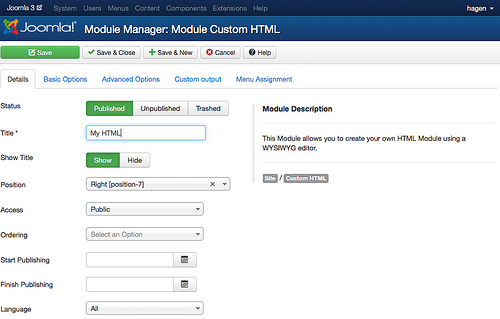 Joomla 3 System Users Menus Content Components Extensions Help hagen
Joomla! Module Manager: Module Custom HTML
Save Save & Close Save & New Cancel Help
Details Basic Options Advanced Options Custom output Menu Assignment
Status Published Unpublished Trashed
Module Description
Title * My HTML
This Module allows you to create your own HTML Module using a
WYSIWYG editor.
Show Title Show Hide
Site / Custom HTML
Position Right [position-7]
Access Public
Ordering Select an Option
Start Publishing
Finish Publishing
Language All